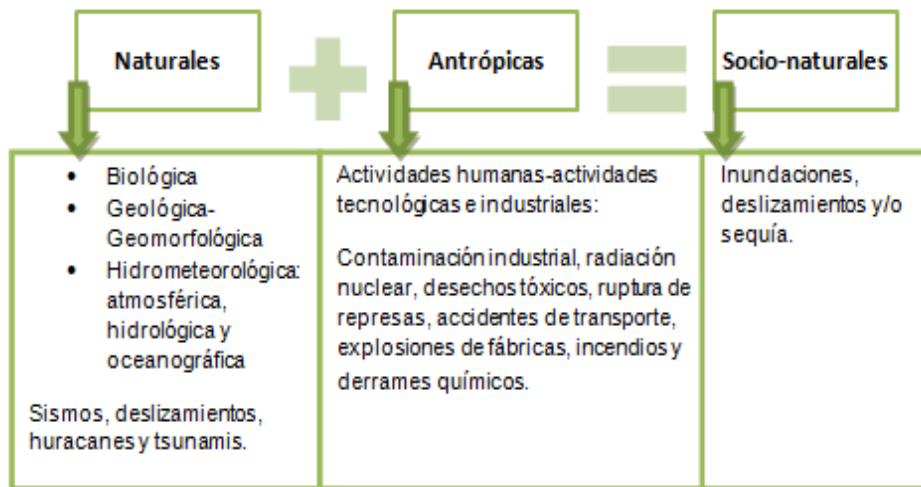 Naturales
Antrópicas
Socio-naturales
• Biológica
• Geológica-
Geomorfológica
• Hidrometeorológica:
atmosférica,
hidrológica y
oceanográfica
Sismos, deslizamientos,
huracanes y tsunamis.
Actividades humanas-actividades
tecnológicas e industriales:
Contaminación industrial, radiación
nuclear, desechos tóxicos, ruptura de
represas, accidentes de transporte,
explosiones de fábricas, incendios y
derrames químicos.
Inundaciones,
deslizamientos y/o
sequía.